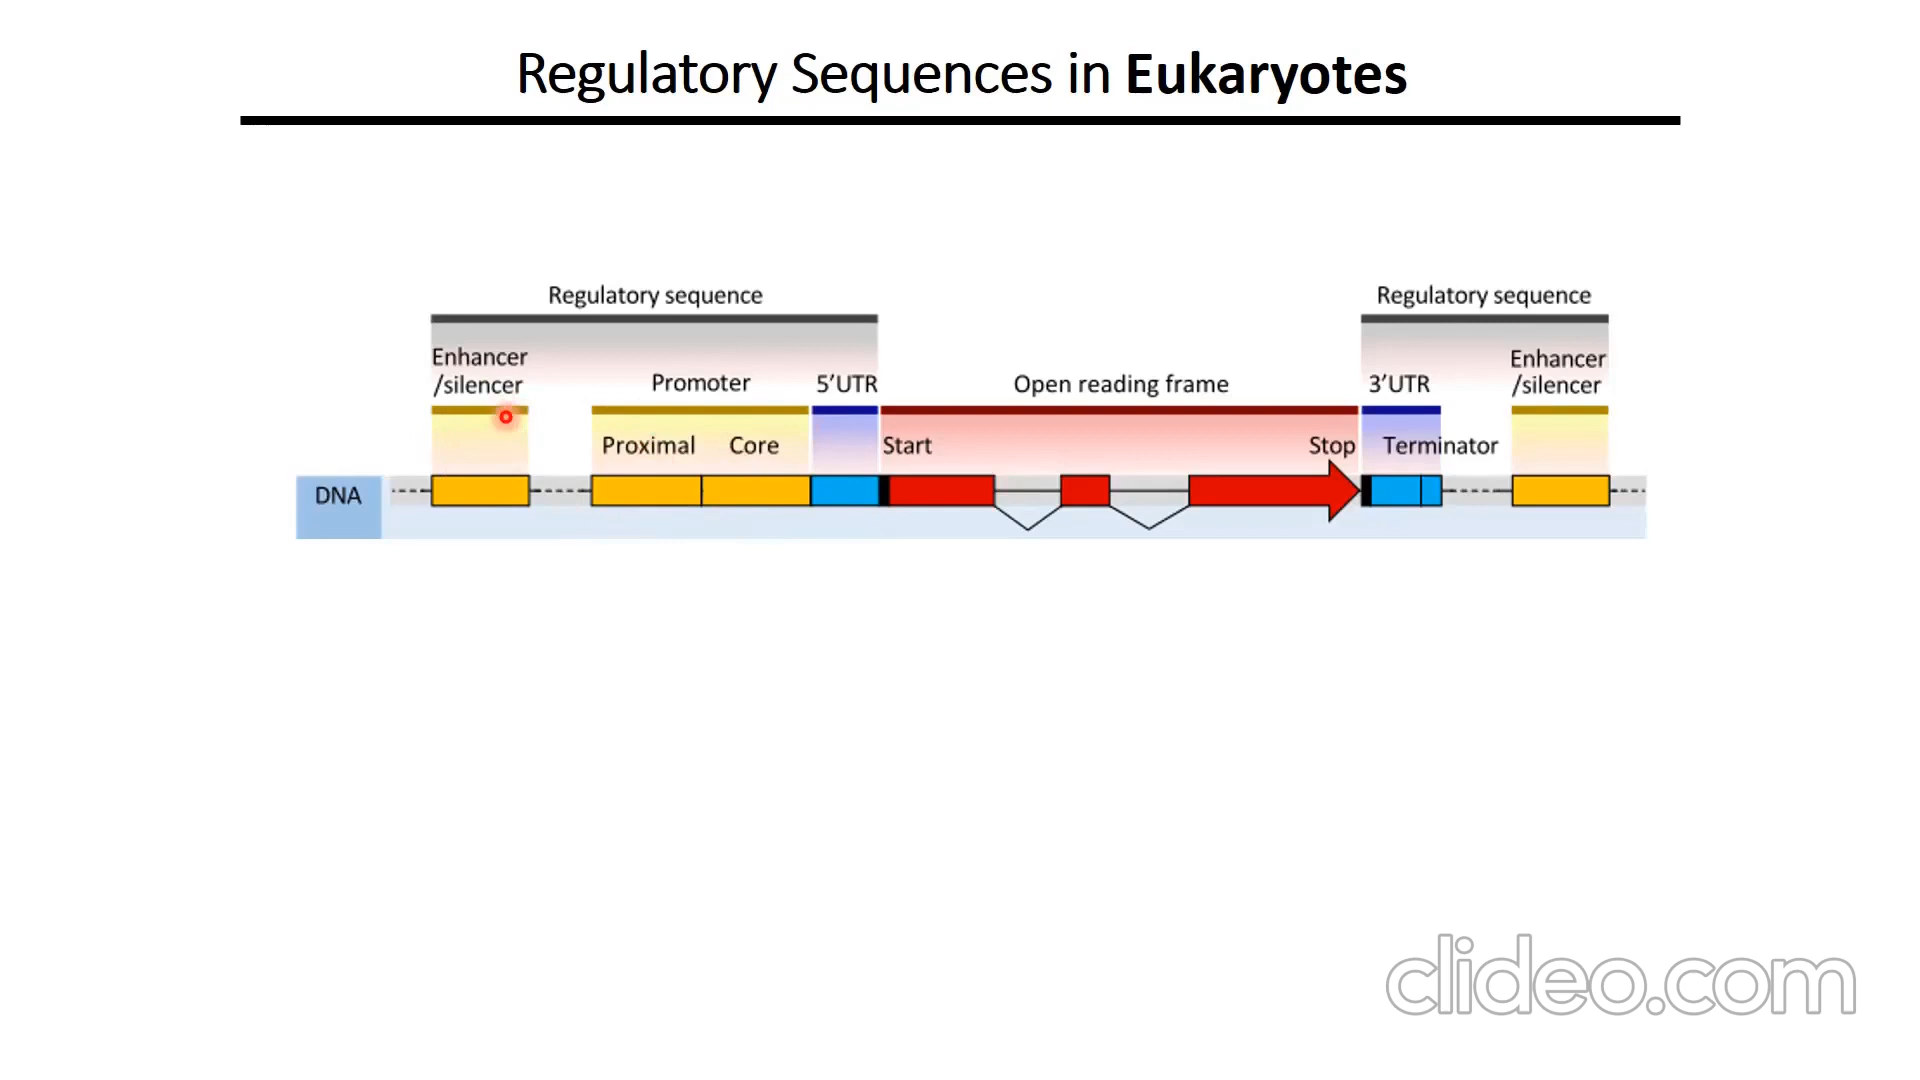 Regulatory Sequences in Eukaryotes
Regulatory sequence
Regulatory sequence
Enhancer
/silencer
Promoter
5’UTR
Open reading frame
3’UTR
Enhancer
/silencer
Proximal
Core
Start
Stop
Terminator
DNA
clideo.com